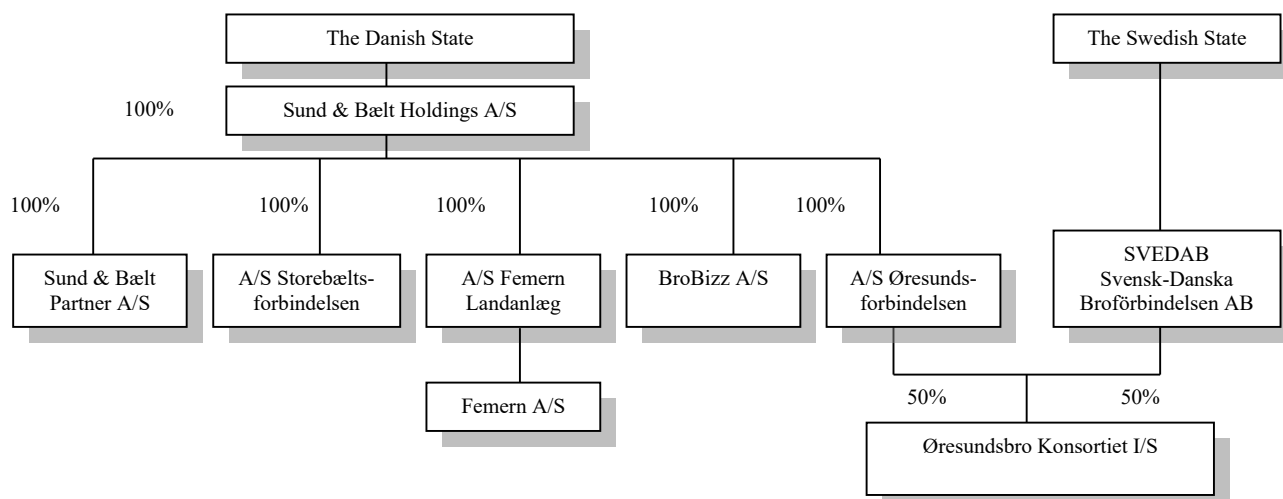 The Danish State
The Swedish State
100%
Sund & Bælt Holdings A/S
100%
100%
100%
100%
100%
Sund & Bælt
Partner A/S
A/S Storebælts-
forbindelsen
A/S Femern
Landanlæg
BroBizz A/S
A/S Øresunds-
forbindelsen
SVEDAB
Svensk-Danska
Broförbindelsen AB
Femern A/S
50%
50%
Øresundsbro Konsortiet I/S